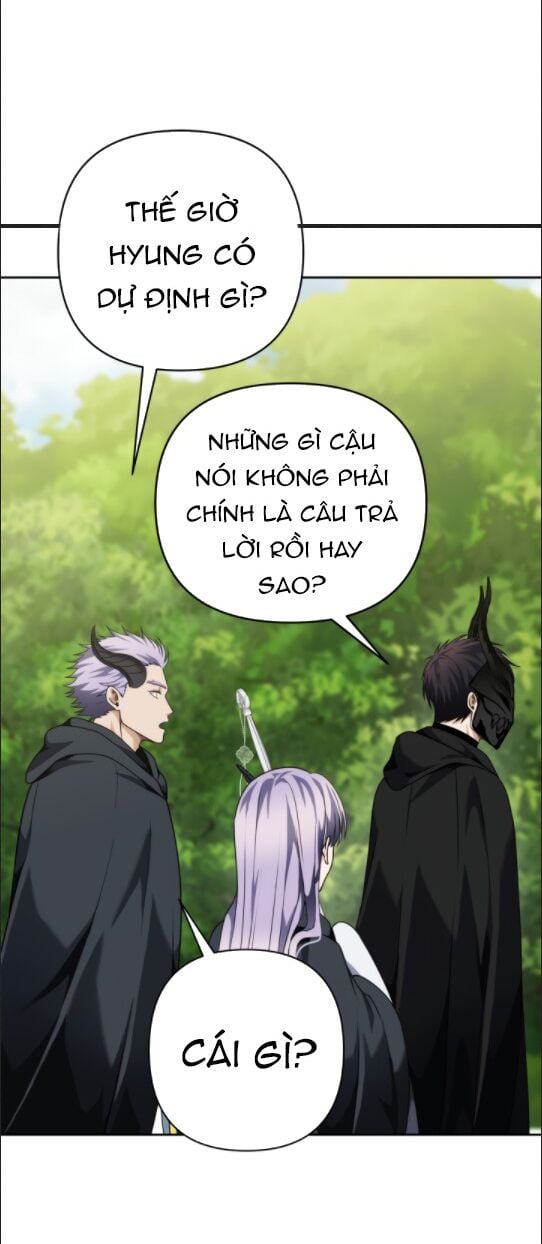 THẾ GIỜ
HYUNG CÓ
DỰ ĐỊNH GÌ?
NHỮNG GÌ CẬU
NÓI KHÔNG PHẢI
CHÍNH LÀ CÂU TRẢ
LỜI RỒI HAY
SAO?
CÁI GÌ?